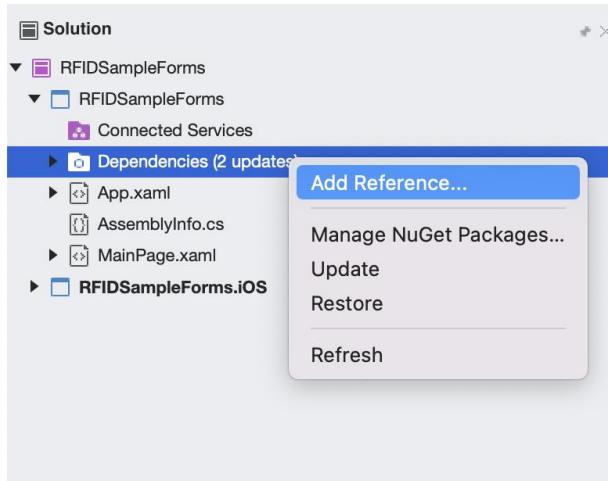 Solution
RFIDSampleForms
RFIDSampleForms
Connected Services
Dependencies (2 updates)
App.xaml
AssemblyInfo.cs
MainPage.xaml
RFIDSampleForms.iOS
Add Reference...
Manage NuGet Packages...
Update
Restore
Refresh